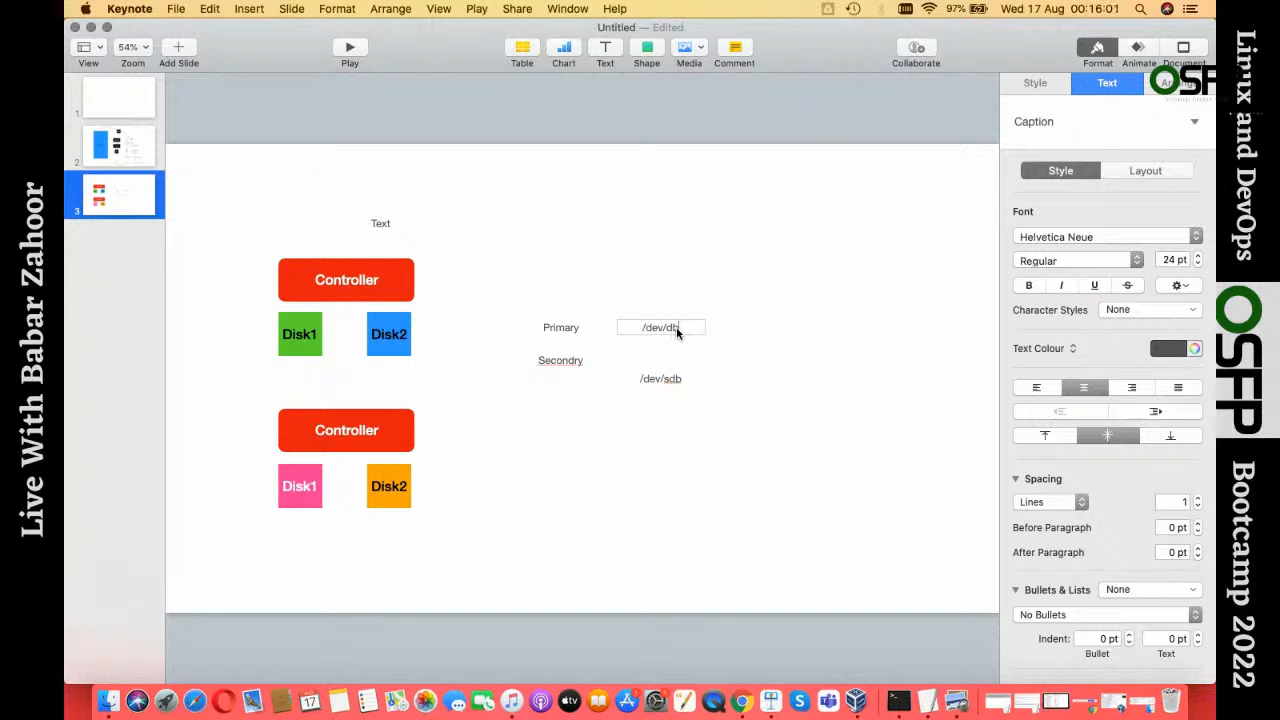 Keynote File Edit Insert Slide Format Arrange View Play Share Window Help 97% Wed 17 Aug 00:16:01
Untitled — Edited
54%
View Zoom Add Slide Play Table Chart Text Shape Media Comment Collaborate Format Animate Document
Style Text
Caption
Style Layout
Font
Helvetica Neue
Regular 24 pt
B I U S
Character Styles None
Text Colour
Spacing
Lines 1
Before Paragraph 0 pt
After Paragraph 0 pt
Bullets & Lists None
No Bullets
Indent: 0 pt 0 pt
Bullet Text
1
2
3
Text
Controller
Disk1 Disk2
Primary /dev/db
Secondry
/dev/sdb
Controller
Disk1 Disk2
17
Live With Babar Zahoor
OSFP
Linux and DevOps
OSFP
Bootcamp 2022